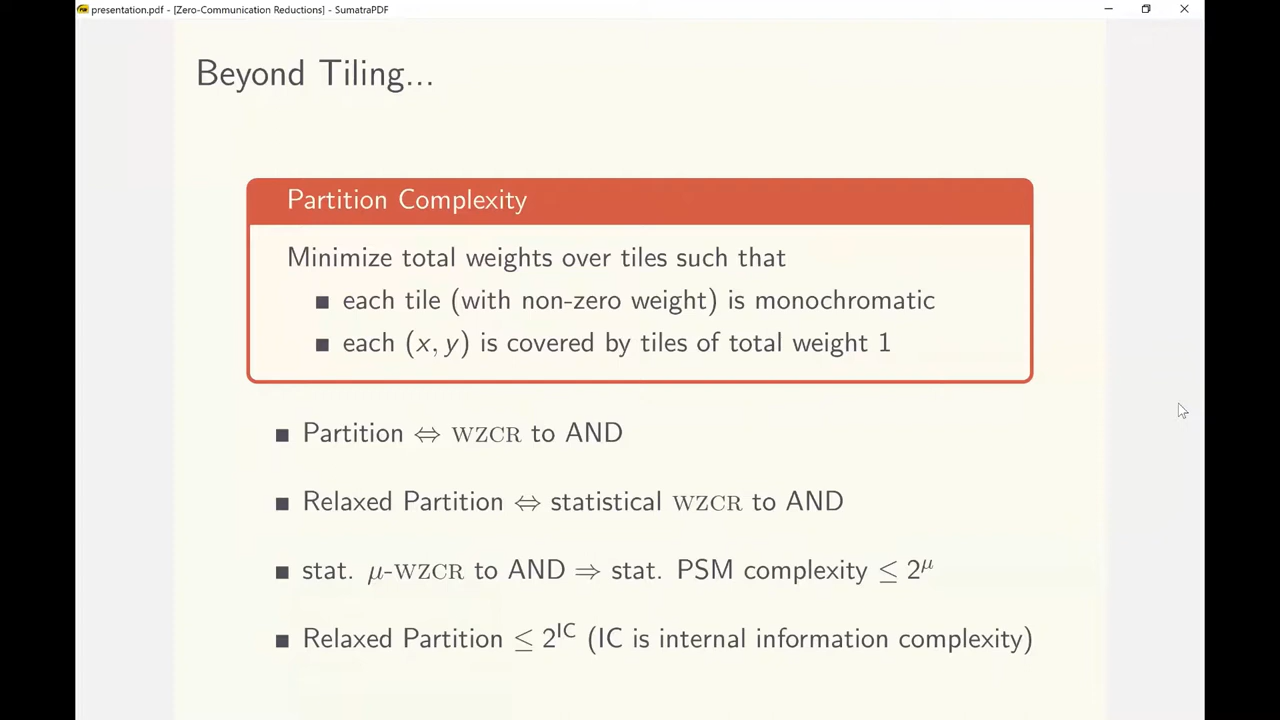 presentation.pdf - [Zero-Communication Reductions] - SumatraPDF
Beyond Tiling...
Partition Complexity
Minimize total weights over tiles such that
■ each tile (with non-zero weight) is monochromatic
■ each (x, y) is covered by tiles of total weight 1
■ Partition ⇔ WZCR to AND
■ Relaxed Partition ⇔ statistical WZCR to AND
■ stat. μ-WZCR to AND ⇒ stat. PSM complexity ≤ 2^μ
■ Relaxed Partition ≤ 2^IC (IC is internal information complexity)